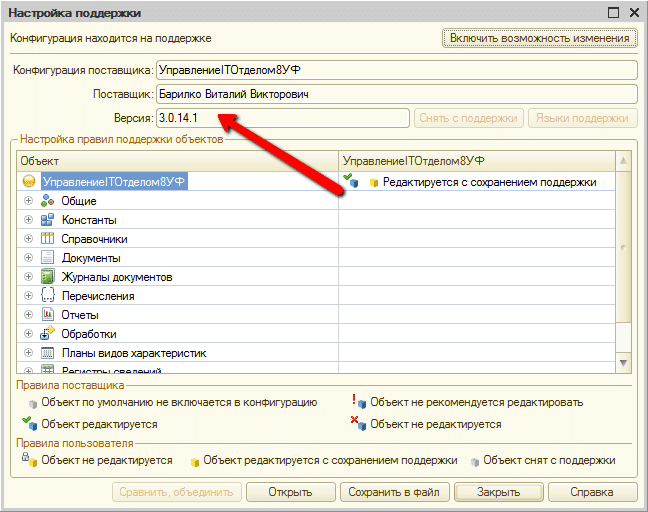 Настройка поддержки
Конфигурация находится на поддержке
Включить возможность изменения
Конфигурация поставщика: УправлениеITОтделом8УФ
Поставщик: Барилко Виталий Викторович
Версия: 3.0.14.1
Снять с поддержки
Языки поддержки
Настройка правил поддержки объектов
Объект
УправлениеITОтделом8УФ
УправлениеITОтделом8УФ
Редактируется с сохранением поддержки
Общие
Константы
Справочники
Документы
Журналы документов
Перечисления
Отчеты
Обработки
Планы видов характеристик
Регистры сведений
Правила поставщика
Объект по умолчанию не включается в конфигурацию
Объект не рекомендуется редактировать
Объект редактируется
Объект не редактируется
Правила пользователя
Объект не редактируется
Объект редактируется с сохранением поддержки
Объект снят с поддержки
Сравнить, объединить
Открыть
Сохранить в файл
Закрыть
Справка